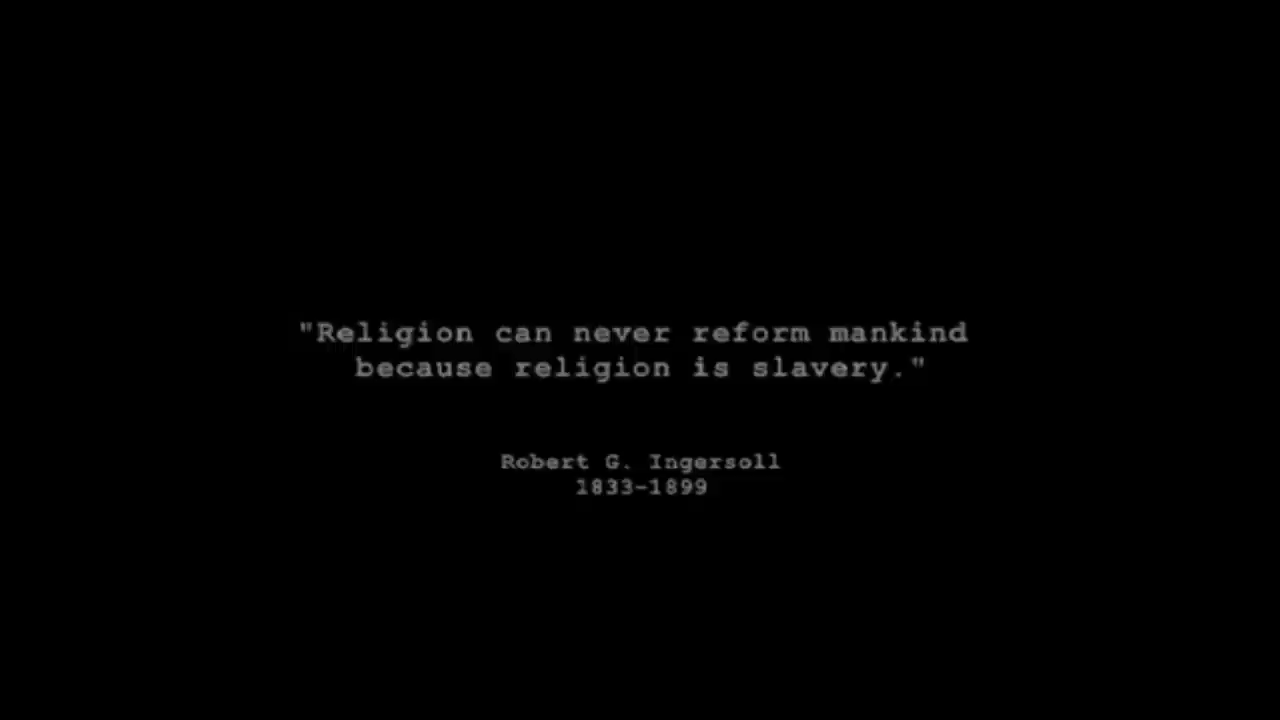 "Religion can never reform mankind
because religion is slavery."
Robert G. Ingersoll
1833-1899